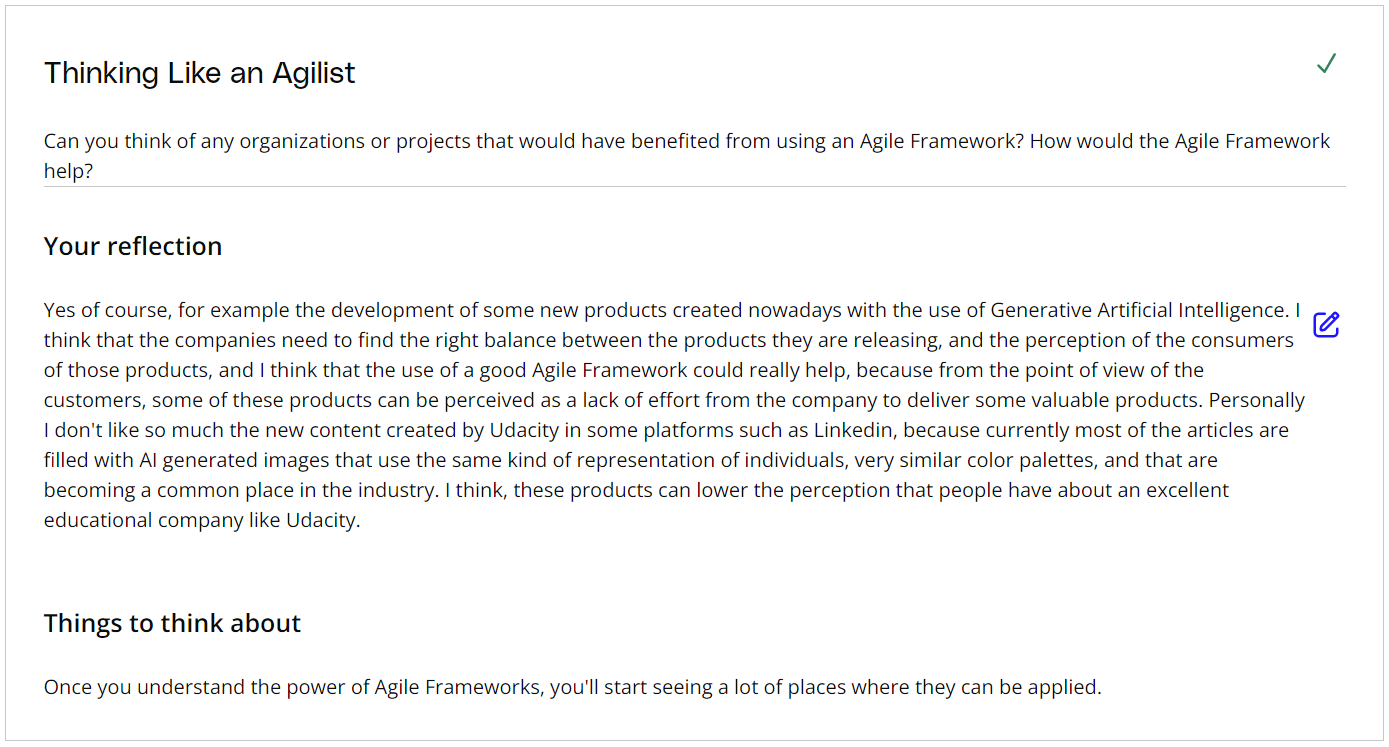 Thinking Like an Agilist
Can you think of any organizations or projects that would have benefited from using an Agile Framework? How would the Agile Framework
help?
Your reflection
Yes of course, for example the development of some new products created nowadays with the use of Generative Artificial Intelligence. I
think that the companies need to find the right balance between the products they are releasing, and the perception of the consumers
of those products, and I think that the use of a good Agile Framework could really help, because from the point of view of the
customers, some of these products can be perceived as a lack of effort from the company to deliver some valuable products. Personally
I don't like so much the new content created by Udacity in some platforms such as Linkedin, because currently most of the articles are
filled with AI generated images that use the same kind of representation of individuals, very similar color palettes, and that are
becoming a common place in the industry. I think, these products can lower the perception that people have about an excellent
educational company like Udacity.
Things to think about
Once you understand the power of Agile Frameworks, you'll start seeing a lot of places where they can be applied.